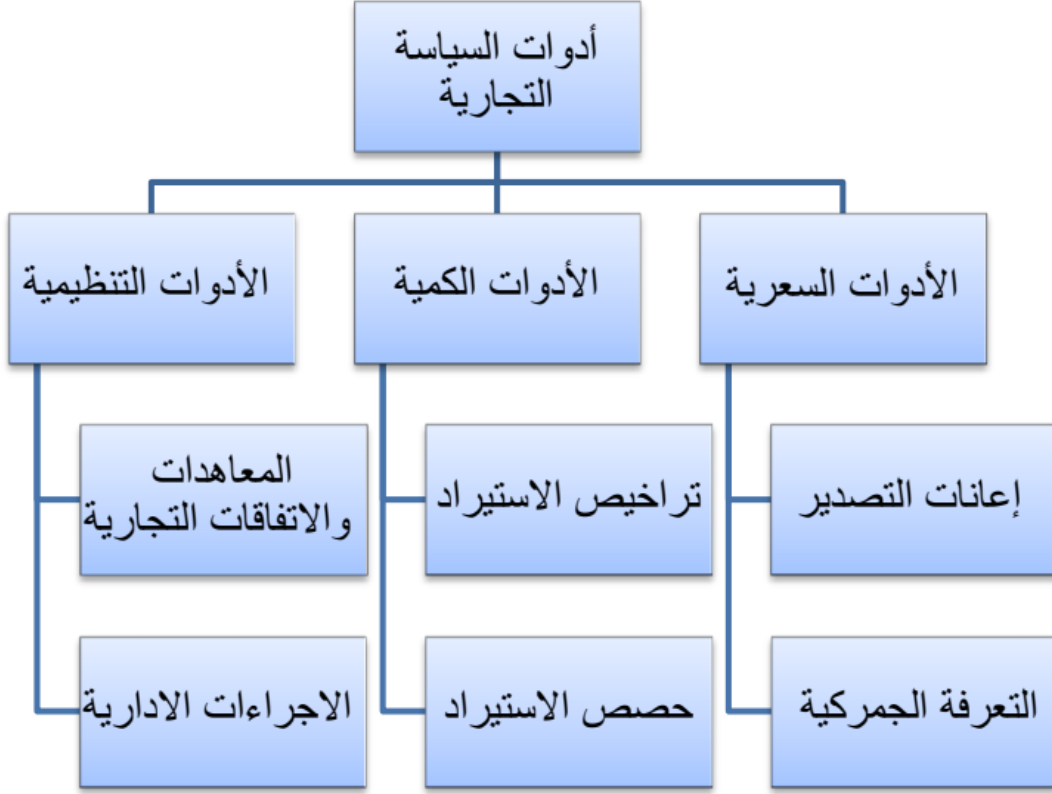 أدوات السياسة
التجارية
الأدوات السعرية
الأدوات الكمية
الأدوات التنظيمية
إعانات التصدير
تراخيص الاستيراد
المعاهدات
والاتفاقات التجارية
التعرفة الجمركية
حصص الاستيراد
الاجراءات الادارية